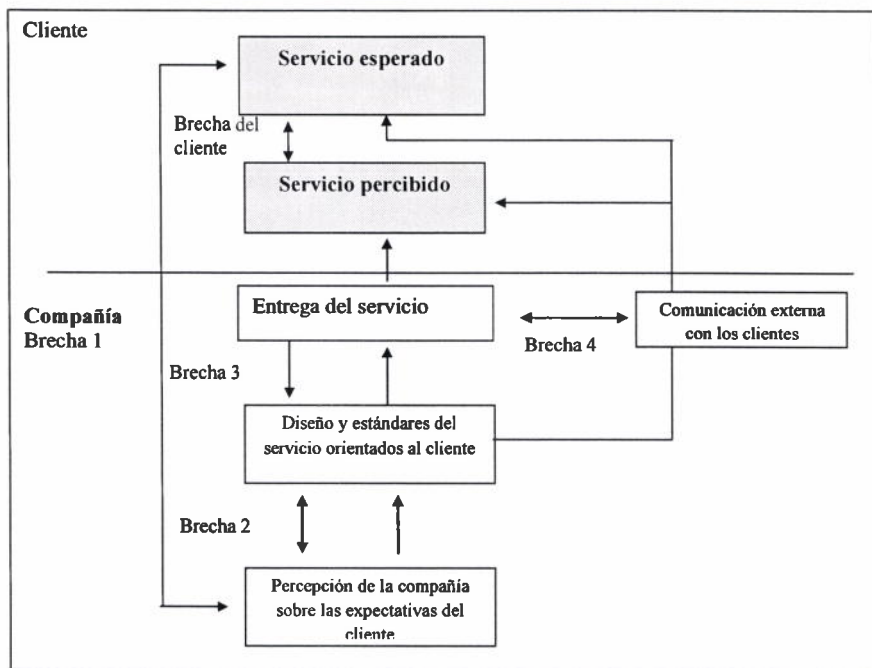 Cliente
Servicio esperado
Brecha del
cliente
Servicio percibido
Compañía
Brecha 1
Entrega del servicio
Comunicación externa
con los clientes
Brecha 4
Brecha 3
Diseño y estándares del
servicio orientados al cliente
Brecha 2
Percepción de la compañía
sobre las expectativas del
cliente